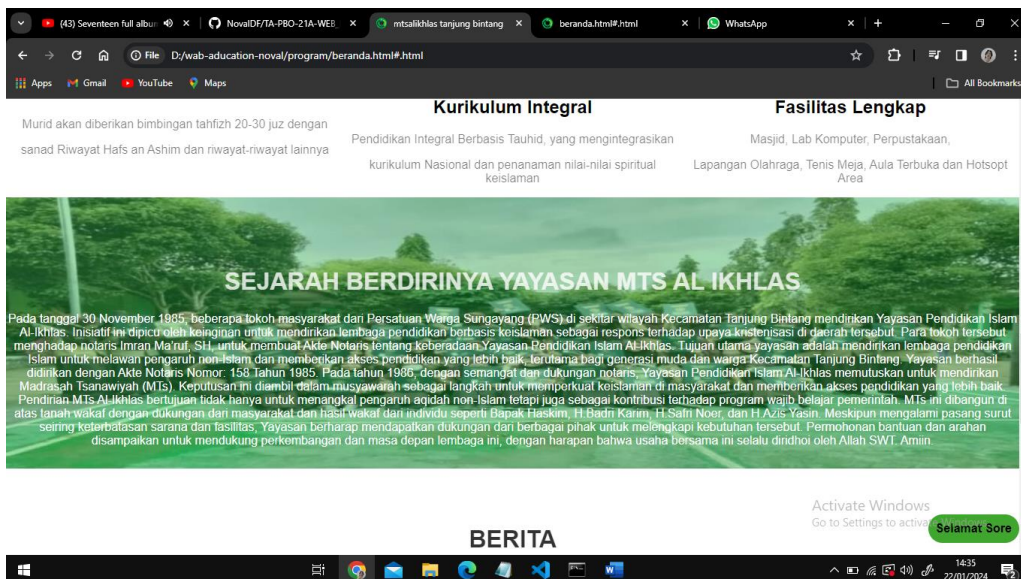 (43) Seventeen full albun
NovalDF/TA-PBO-21A-WEB_
mtsalikhlas tanjung bintang
beranda.html#.html
WhatsApp
File
D:/wab-aducation-noval/program/beranda.html#.html
Apps
Gmail
YouTube
Maps
All Bookmarks
Murid akan diberikan bimbingan tahfizh 20-30 juz dengan
sanad Riwayat Hafs an Ashim dan riwayat-riwayat lainnya
Kurikulum Integral
Pendidikan Integral Berbasis Tauhid, yang mengintegrasikan
kurikulum Nasional dan penanaman nilai-nilai spiritual
keislaman
Fasilitas Lengkap
Masjid, Lab Komputer, Perpustakaan,
Lapangan Olahraga, Tenis Meja, Aula Terbuka dan Hotsopt
Area
SEJARAH BERDIRINYA YAYASAN MTS AL IKHLAS
Pada tanggal 30 November 1985, beberapa tokoh masyarakat dari Persatuan Warga Sungayang (PWS) di sekitar wilayah Kecamatan Tanjung Bintang mendirikan Yayasan Pendidikan Islam
Al-Ikhlas. Inisiatif ini dipicu oleh keinginan untuk mendirikan lembaga pendidikan berbasis keislaman sebagai respons terhadap upaya kristenisasi di daerah tersebut. Para tokoh tersebut
menghadap notaris Imran Ma'ruf, SH, untuk membuat Akte Notaris tentang keberadaan Yayasan Pendidikan Islam Al-Ikhlas. Tujuan utama yayasan adalah mendirikan lembaga pendidikan
Islam untuk melawan pengaruh non-Islam dan memberikan akses pendidikan yang lebih baik, terutama bagi generasi muda dan warga Kecamatan Tanjung Bintang. Yayasan berhasil
didirikan dengan Akte Notaris Nomor: 158 Tahun 1985. Pada tahun 1986, dengan semangat dan dukungan notaris, Yayasan Pendidikan Islam Al-Ikhlas memutuskan untuk mendirikan
Madrasah Tsanawiyah (MTs). Keputusan ini diambil dalam musyawarah sebagai langkah untuk memperkuat keislaman di masyarakat dan memberikan akses pendidikan yang lebih baik.
Pendirian MTs Al-Ikhlas bertujuan tidak hanya untuk menangkal pengaruh aqidah non-Islam tetapi juga sebagai kontribusi terhadap program wajib belajar pemerintah. MTs ini dibangun di
atas tanah wakaf dengan dukungan dari masyarakat dan hasil wakaf dari individu seperti Bapak Haskim, H.Badri Karim, H.Safri Noer, dan H.Azis Yasin. Meskipun mengalami pasang surut
seiring keterbatasan sarana dan fasilitas, Yayasan berharap mendapatkan dukungan dari berbagai pihak untuk melengkapi kebutuhan tersebut. Permohonan bantuan dan arahan
disampaikan untuk mendukung perkembangan dan masa depan lembaga ini, dengan harapan bahwa usaha bersama ini selalu diridhoi oleh Allah SWT. Amiin.
BERITA
Activate Windows
Go to Settings to activate
Selamat Sore
14:35
22/01/2024